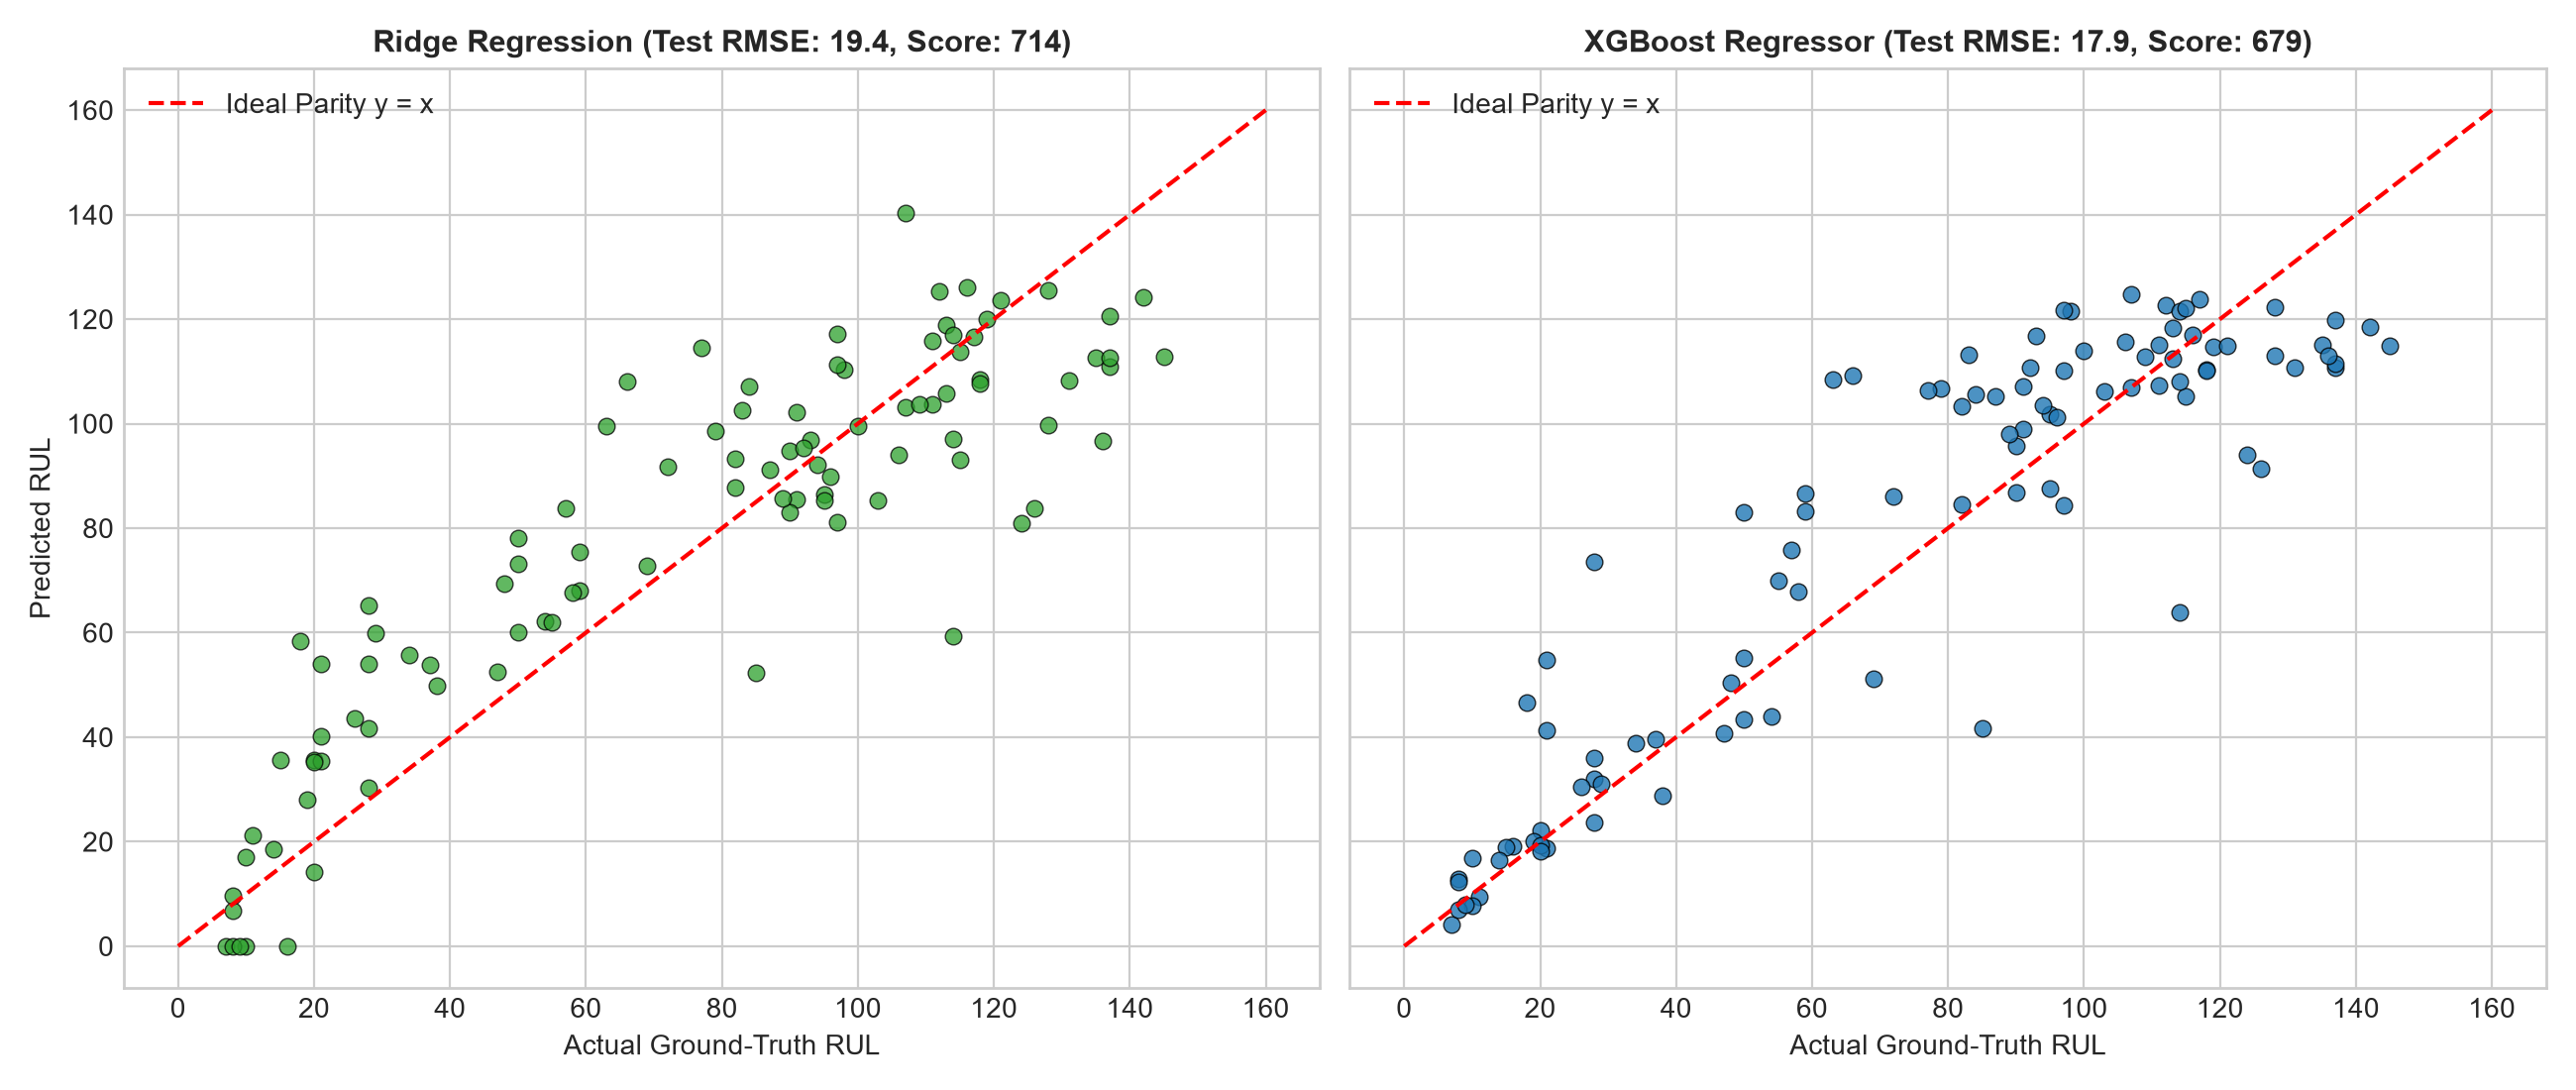 Ridge Regression (Test RMSE: 19.4, Score: 714)
Ideal Parity y = x
160
140
120
100
80
60
40
20
0
Predicted RUL
0 20 40 60 80 100 120 140 160
Actual Ground-Truth RUL
XGBoost Regressor (Test RMSE: 17.9, Score: 679)
Ideal Parity y = x
0 20 40 60 80 100 120 140 160
Actual Ground-Truth RUL